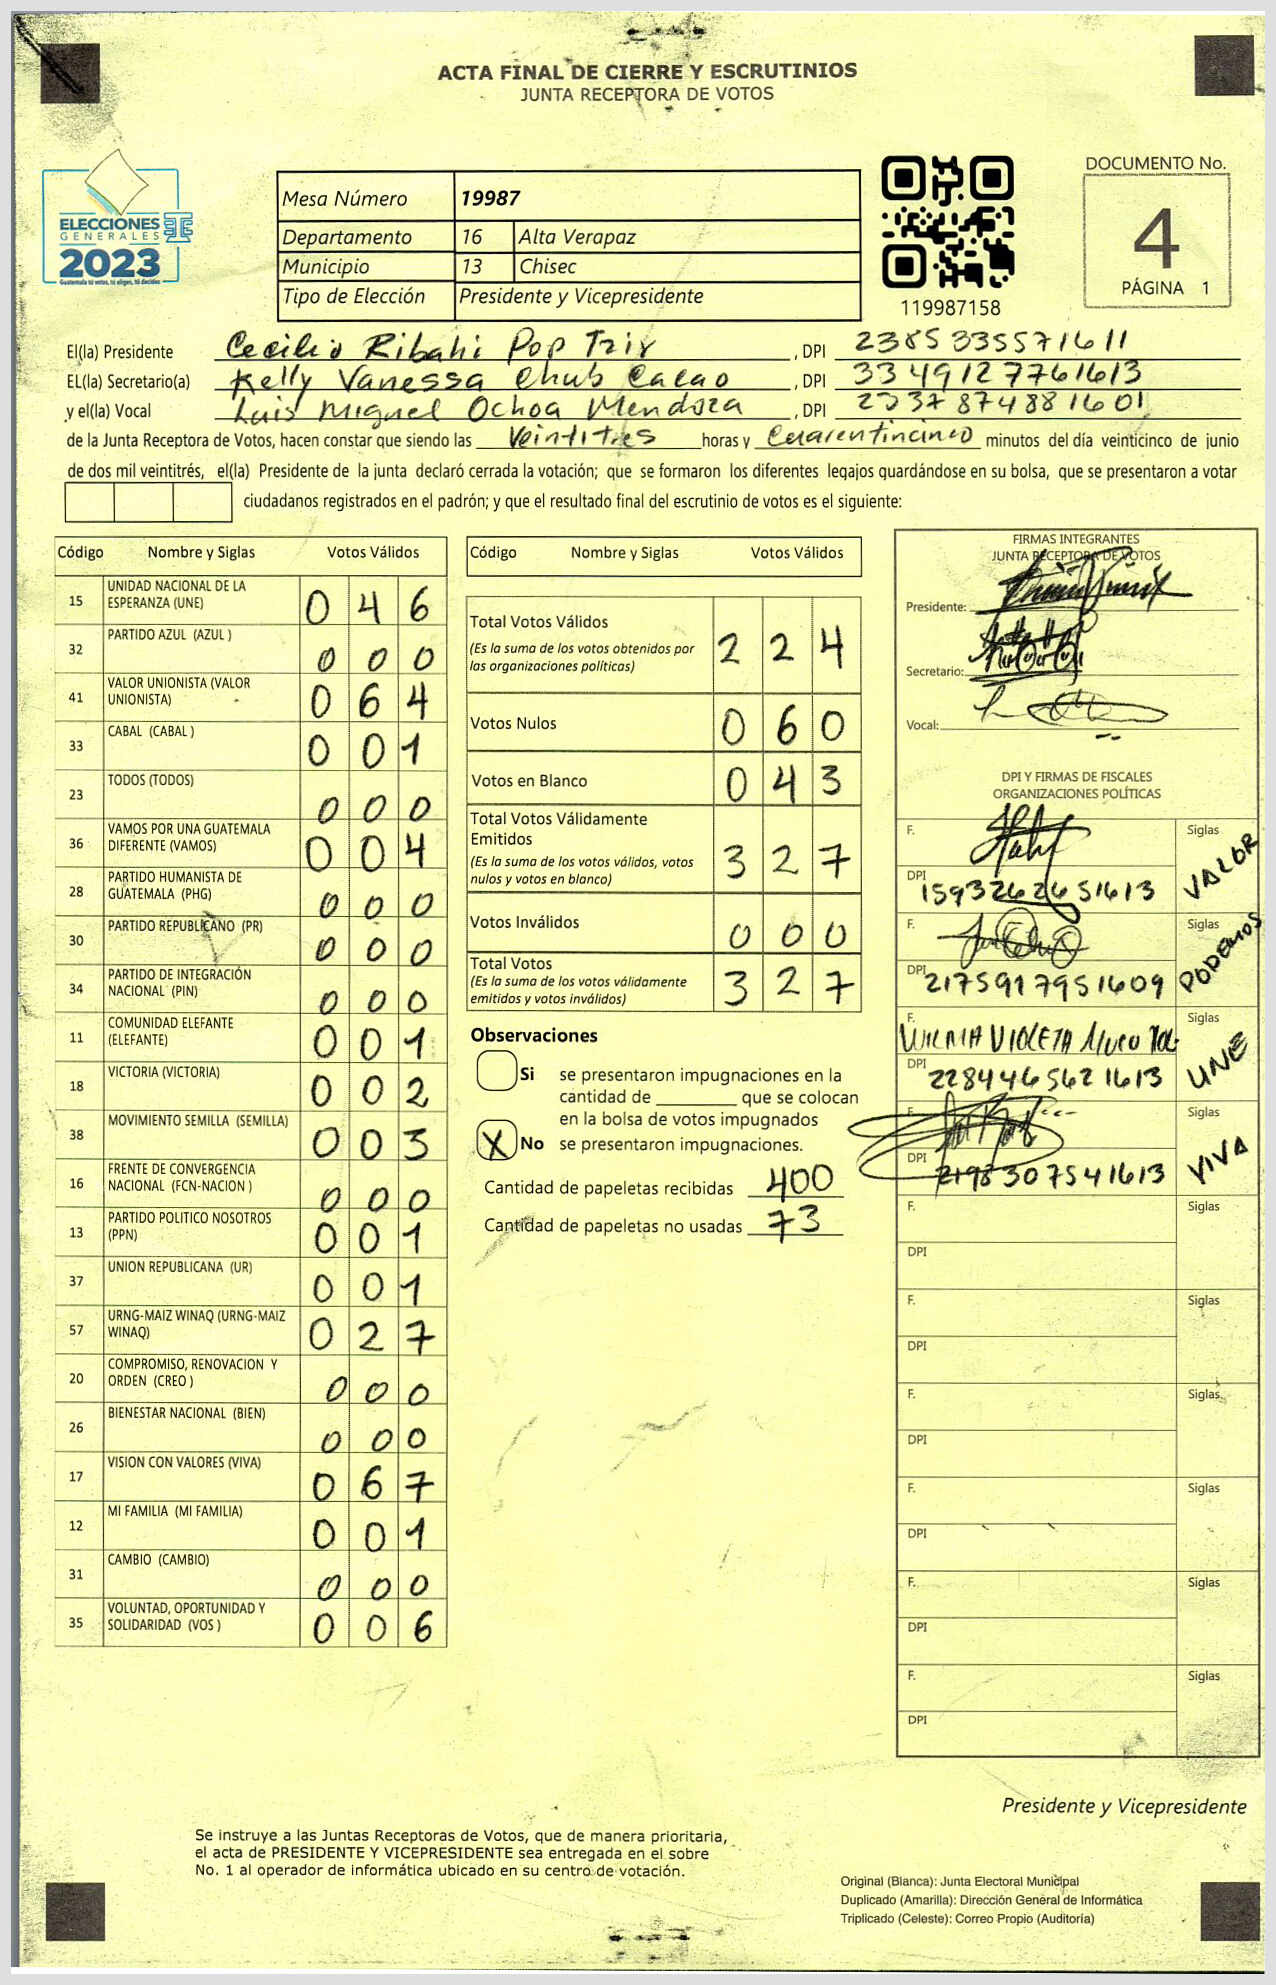 ACTA FINAL DE CIERRE Y ESCRUTINIOS
JUNTA RECEPTORA DE VOTOS
ELECCIONES
GENERALES
2023
Guatemala tú votas, tú eliges, tú decides
Mesa Número 19987
Departamento 16 Alta Verapaz
Municipio 13 Chisec
Tipo de Elección Presidente y Vicepresidente
119987158
DOCUMENTO No.
4
PÁGINA 1
El(la) Presidente Cecilio Ribahi Pop Tzix, DPI 2385335571611
EL(la) Secretario(a) Kelly Vanessa Chub Cacao, DPI 3349127761613
y el(la) Vocal Luis Miguel Ochoa Mendoza, DPI 2337874881601
de la Junta Receptora de Votos, hacen constar que siendo las Veintitres horas y Cuarentincinco minutos del día veinticinco de junio
de dos mil veintitrés, el(la) Presidente de la junta declaró cerrada la votación; que se formaron los diferentes legajos quardándose en su bolsa, que se presentaron a votar
ciudadanos registrados en el padrón; y que el resultado final del escrutinio de votos es el siguiente:
Código Nombre y Siglas Votos Válidos
15 UNIDAD NACIONAL DE LA ESPERANZA (UNE) 0 4 6
32 PARTIDO AZUL (AZUL ) 0 0 0
41 VALOR UNIONISTA (VALOR UNIONISTA) 0 6 4
33 CABAL (CABAL ) 0 0 1
23 TODOS (TODOS) 0 0 0
36 VAMOS POR UNA GUATEMALA DIFERENTE (VAMOS) 0 0 4
28 PARTIDO HUMANISTA DE GUATEMALA (PHG) 0 0 0
30 PARTIDO REPUBLICANO (PR) 0 0 0
34 PARTIDO DE INTEGRACIÓN NACIONAL (PIN) 0 0 0
11 COMUNIDAD ELEFANTE (ELEFANTE) 0 0 1
18 VICTORIA (VICTORIA) 0 0 2
38 MOVIMIENTO SEMILLA (SEMILLA) 0 0 3
16 FRENTE DE CONVERGENCIA NACIONAL (FCN-NACION ) 0 0 0
13 PARTIDO POLITICO NOSOTROS (PPN) 0 0 1
37 UNION REPUBLICANA (UR) 0 0 1
57 URNG-MAIZ WINAQ (URNG-MAIZ WINAQ) 0 2 7
20 COMPROMISO, RENOVACION Y ORDEN (CREO ) 0 0 0
26 BIENESTAR NACIONAL (BIEN) 0 0 0
17 VISION CON VALORES (VIVA) 0 6 7
12 MI FAMILIA (MI FAMILIA) 0 0 1
31 CAMBIO (CAMBIO) 0 0 0
35 VOLUNTAD, OPORTUNIDAD Y SOLIDARIDAD (VOS ) 0 0 6
Código Nombre y Siglas Votos Válidos
Total Votos Válidos 2 2 4
(Es la suma de los votos obtenidos por
las organizaciones políticas)
Votos Nulos 0 6 0
Votos en Blanco 0 4 3
Total Votos Válidamente
Emitidos 3 2 7
(Es la suma de los votos válidos, votos
nulos y votos en blanco)
Votos Inválidos 0 0 0
Total Votos 3 2 7
(Es la suma de los votos válidamente
emitidos y votos inválidos)
Observaciones
Si se presentaron impugnaciones en la
cantidad de ________ que se colocan
en la bolsa de votos impugnados
X No se presentaron impugnaciones.
Cantidad de papeletas recibidas 400
Cantidad de papeletas no usadas 73
FIRMAS INTEGRANTES
JUNTA RECEPTORA DE VOTOS
Presidente:
Secretario:
Vocal:
DPI Y FIRMAS DE FISCALES
ORGANIZACIONES POLÍTICAS
F. Siglas VALOR
DPI 1593262651613
F. Siglas PODEMOS
DPI 2175917951609
F. VIOLETA Siglas UNE
DPI 2284465621613
F. Siglas VIVA
DPI 2198307541613
F. Siglas
DPI
F. Siglas
DPI
F. Siglas
DPI
F. Siglas
DPI
F. Siglas
DPI
F. Siglas
DPI
Presidente y Vicepresidente
Se instruye a las Juntas Receptoras de Votos, que de manera prioritaria,
el acta de PRESIDENTE Y VICEPRESIDENTE sea entregada en el sobre
No. 1 al operador de informática ubicado en su centro de votación.
Original (Blanca): Junta Electoral Municipal
Duplicado (Amarilla): Dirección General de Informática
Triplicado (Celeste): Correo Propio (Auditoría)